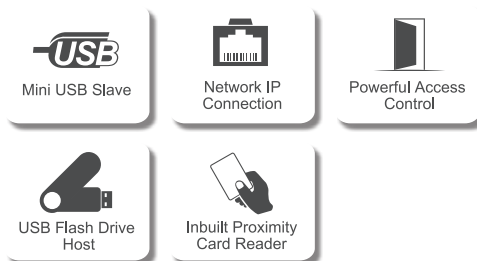 USB
Mini USB Slave
Network IP
Connection
Powerful Access
Control
USB Flash Drive
Host
Inbuilt Proximity
Card Reader